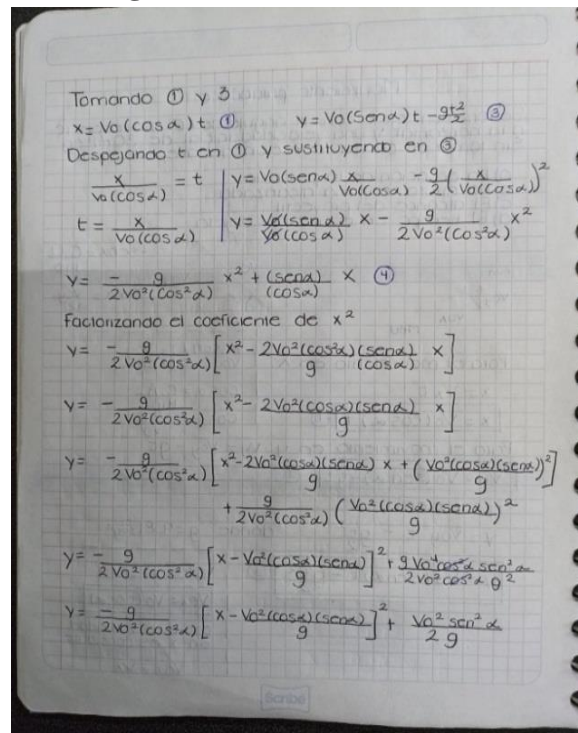 Tomando ① y 3
x = Vo(cos α) t ① y = Vo(Sen α) t - g t²/2 ③
Despejando t en ① y sustituyendo en ③
x/Vo(cos α) = t | y = Vo(sen α) x/Vo(cos α) - g/2 (x/Vo(cos α))²
t = x/Vo(cos α) | y = Vo(sen α)/Vo(cos α) x - g/2Vo²(Cos²α) x²
y = -g/2Vo²(Cos²α) x² + (sen α)/(cos α) x ④
Factorizando el coeficiente de x²
y = -g/2Vo²(cos²α) [x² - 2Vo²(cos²α)(sen α)/g (cos α) x]
y = -g/2Vo²(cos²α) [x² - 2Vo²(cos α)(sen α)/g x]
y = -g/2Vo²(cos²α) [x² - 2Vo²(cos α)(sen α)/g x + (Vo²(cos α)(sen α)/g)²]
+ g/2Vo²(cos²α) (Vo²(cos α)(sen α)/g)²
y = -g/2Vo²(cos²α) [x - Vo²(cos α)(sen α)/g]² + g Vo⁴ cos²α sen²α/2Vo² cos²α g²
y = -g/2Vo²(cos²α) [x - Vo²(cos α)(sen α)/g]² + Vo² sen²α/2g
Scribe